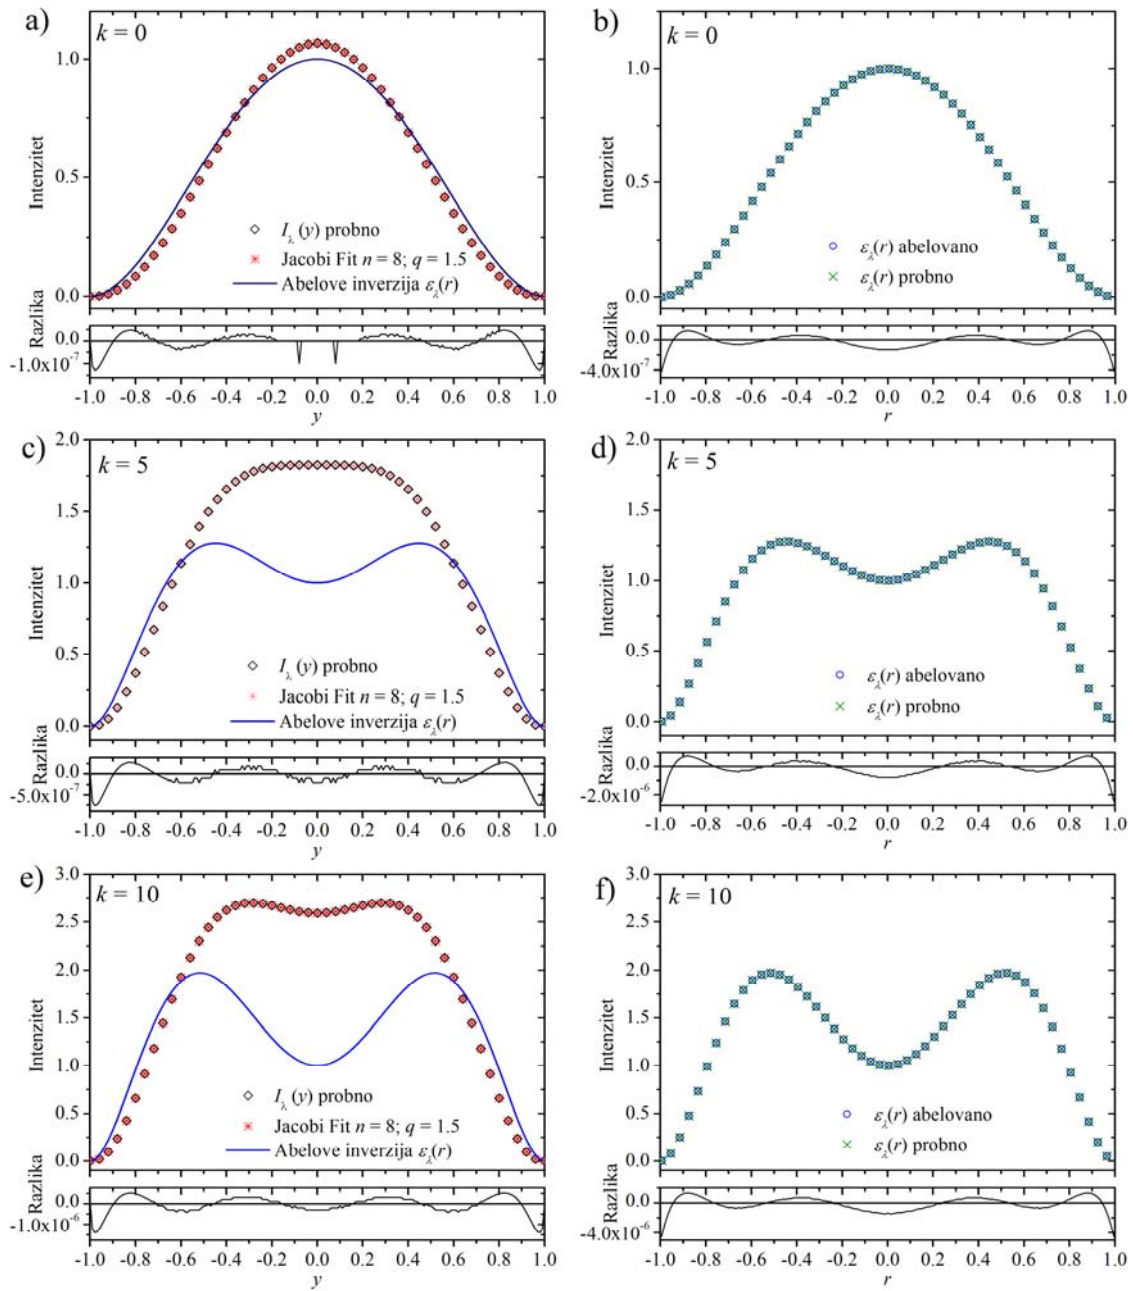 a)
k = 0
Intenzitet
1.0
0.5
0.0
I_λ (y) probno
Jacobi Fit n = 8; q = 1.5
Abelove inverzija ε_λ(r)
Razlika
0.0
-1.0x10⁻⁷
-1.0 -0.8 -0.6 -0.4 -0.2 0.0 0.2 0.4 0.6 0.8 1.0
y
b)
k = 0
Intenzitet
1.0
0.5
0.0
ε_λ(r) abelovano
ε_λ(r) probno
Razlika
0.0
-4.0x10⁻⁷
-1.0 -0.8 -0.6 -0.4 -0.2 0.0 0.2 0.4 0.6 0.8 1.0
r
c)
k = 5
Intenzitet
2.0
1.5
1.0
0.5
0.0
I_λ (y) probno
Jacobi Fit n = 8; q = 1.5
Abelove inverzija ε_λ(r)
Razlika
0.0
-5.0x10⁻⁷
-1.0 -0.8 -0.6 -0.4 -0.2 0.0 0.2 0.4 0.6 0.8 1.0
y
d)
k = 5
Intenzitet
2.0
1.5
1.0
0.5
0.0
ε_λ(r) abelovano
ε_λ(r) probno
Razlika
0.0
-2.0x10⁻⁶
-1.0 -0.8 -0.6 -0.4 -0.2 0.0 0.2 0.4 0.6 0.8 1.0
r
e)
k = 10
Intenzitet
3.0
2.5
2.0
1.5
1.0
0.5
0.0
I_λ (y) probno
Jacobi Fit n = 8; q = 1.5
Abelove inverzija ε_λ(r)
Razlika
0.0
-1.0x10⁻⁶
-1.0 -0.8 -0.6 -0.4 -0.2 0.0 0.2 0.4 0.6 0.8 1.0
y
f)
k = 10
Intenzitet
3.0
2.5
2.0
1.5
1.0
0.5
0.0
ε_λ(r) abelovano
ε_λ(r) probno
Razlika
0.0
-4.0x10⁻⁶
-1.0 -0.8 -0.6 -0.4 -0.2 0.0 0.2 0.4 0.6 0.8 1.0
r